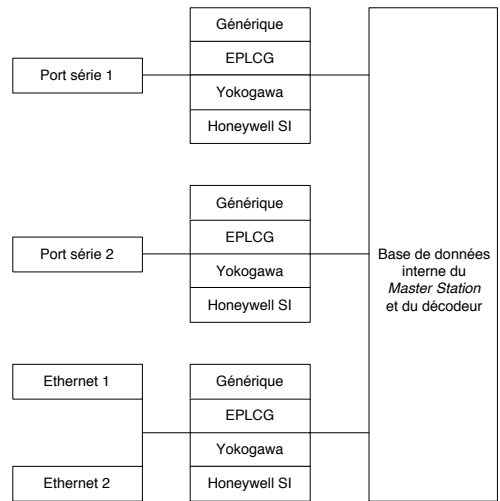 Générique
EPLCG
Port série 1
Yokogawa
Honeywell SI
Générique
EPLCG
Port série 2
Yokogawa
Honeywell SI
Base de données
interne du
Master Station
et du décodeur
Ethernet 1
Générique
EPLCG
Yokogawa
Ethernet 2
Honeywell SI